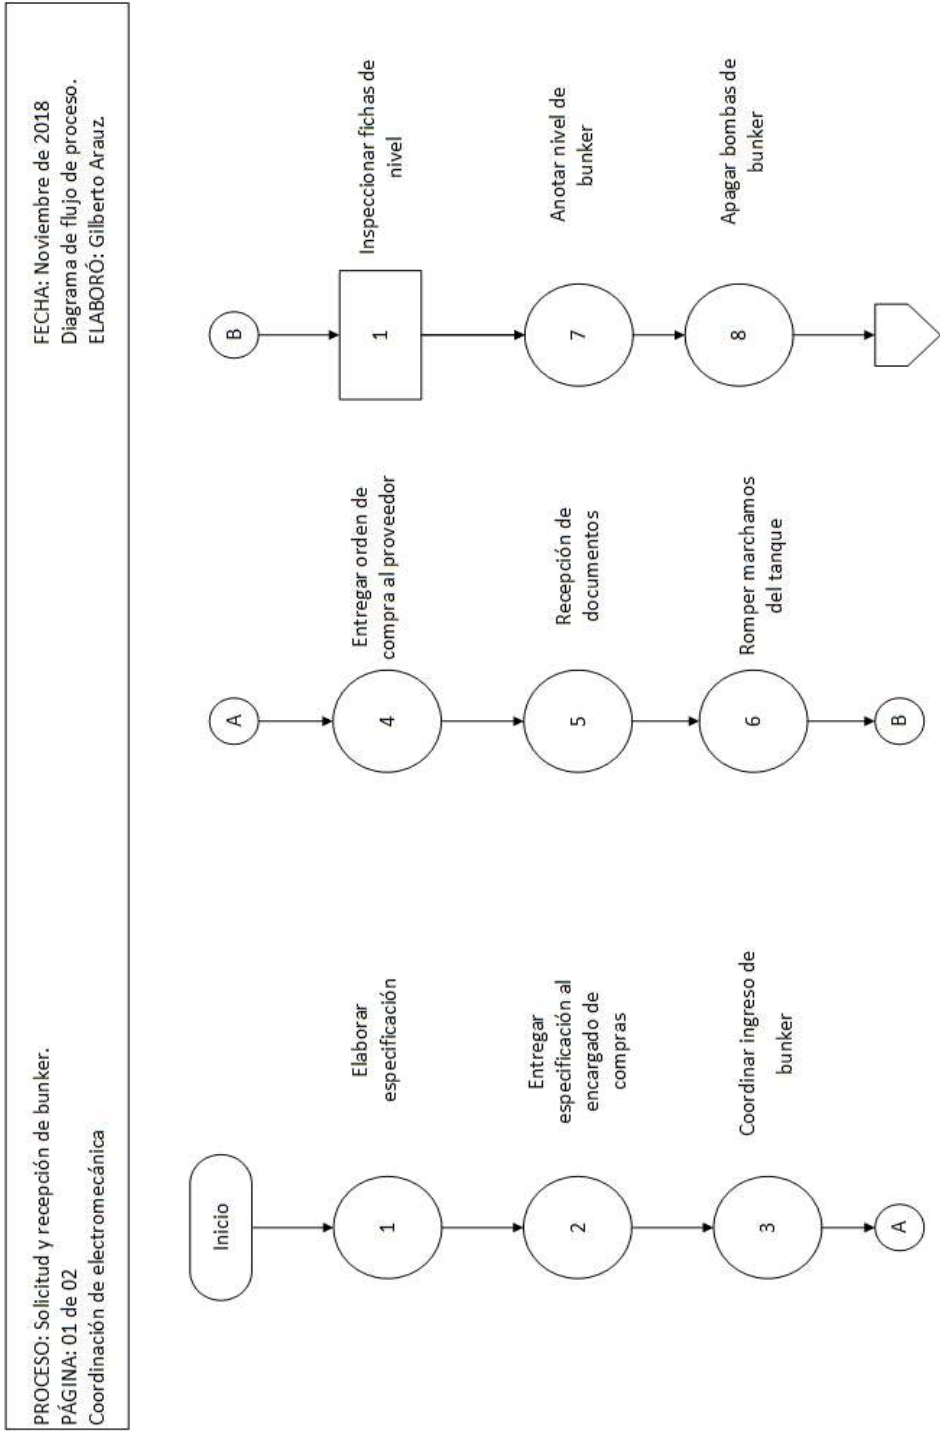 PROCESO: Solicitud y recepción de bunker.
PÁGINA: 01 de 02
Coordinación de electromecánica
FECHA: Noviembre de 2018
Diagrama de flujo de proceso.
ELABORÓ: Gilberto Arauz
Inicio
1
Elaborar
especificación
2
Entregar
especificación al
encargado de
compras
3
Coordinar ingreso de
bunker
A
A
4
Entregar orden de
compra al proveedor
5
Recepción de
documentos
6
Romper marchamos
del tanque
B
B
1
Inspeccionar fichas de
nivel
7
Anotar nivel de
bunker
8
Apagar bombas de
bunker